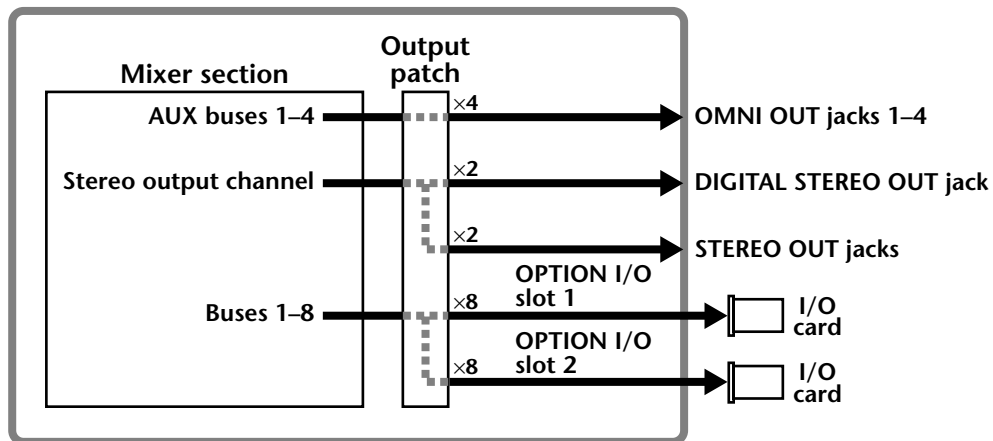 Output
patch
Mixer section
AUX buses 1–4
×4
OMNI OUT jacks 1–4
Stereo output channel
×2
DIGITAL STEREO OUT jack
×2
STEREO OUT jacks
OPTION I/O
slot 1
Buses 1–8
×8
I/O
card
OPTION I/O
slot 2
×8
I/O
card